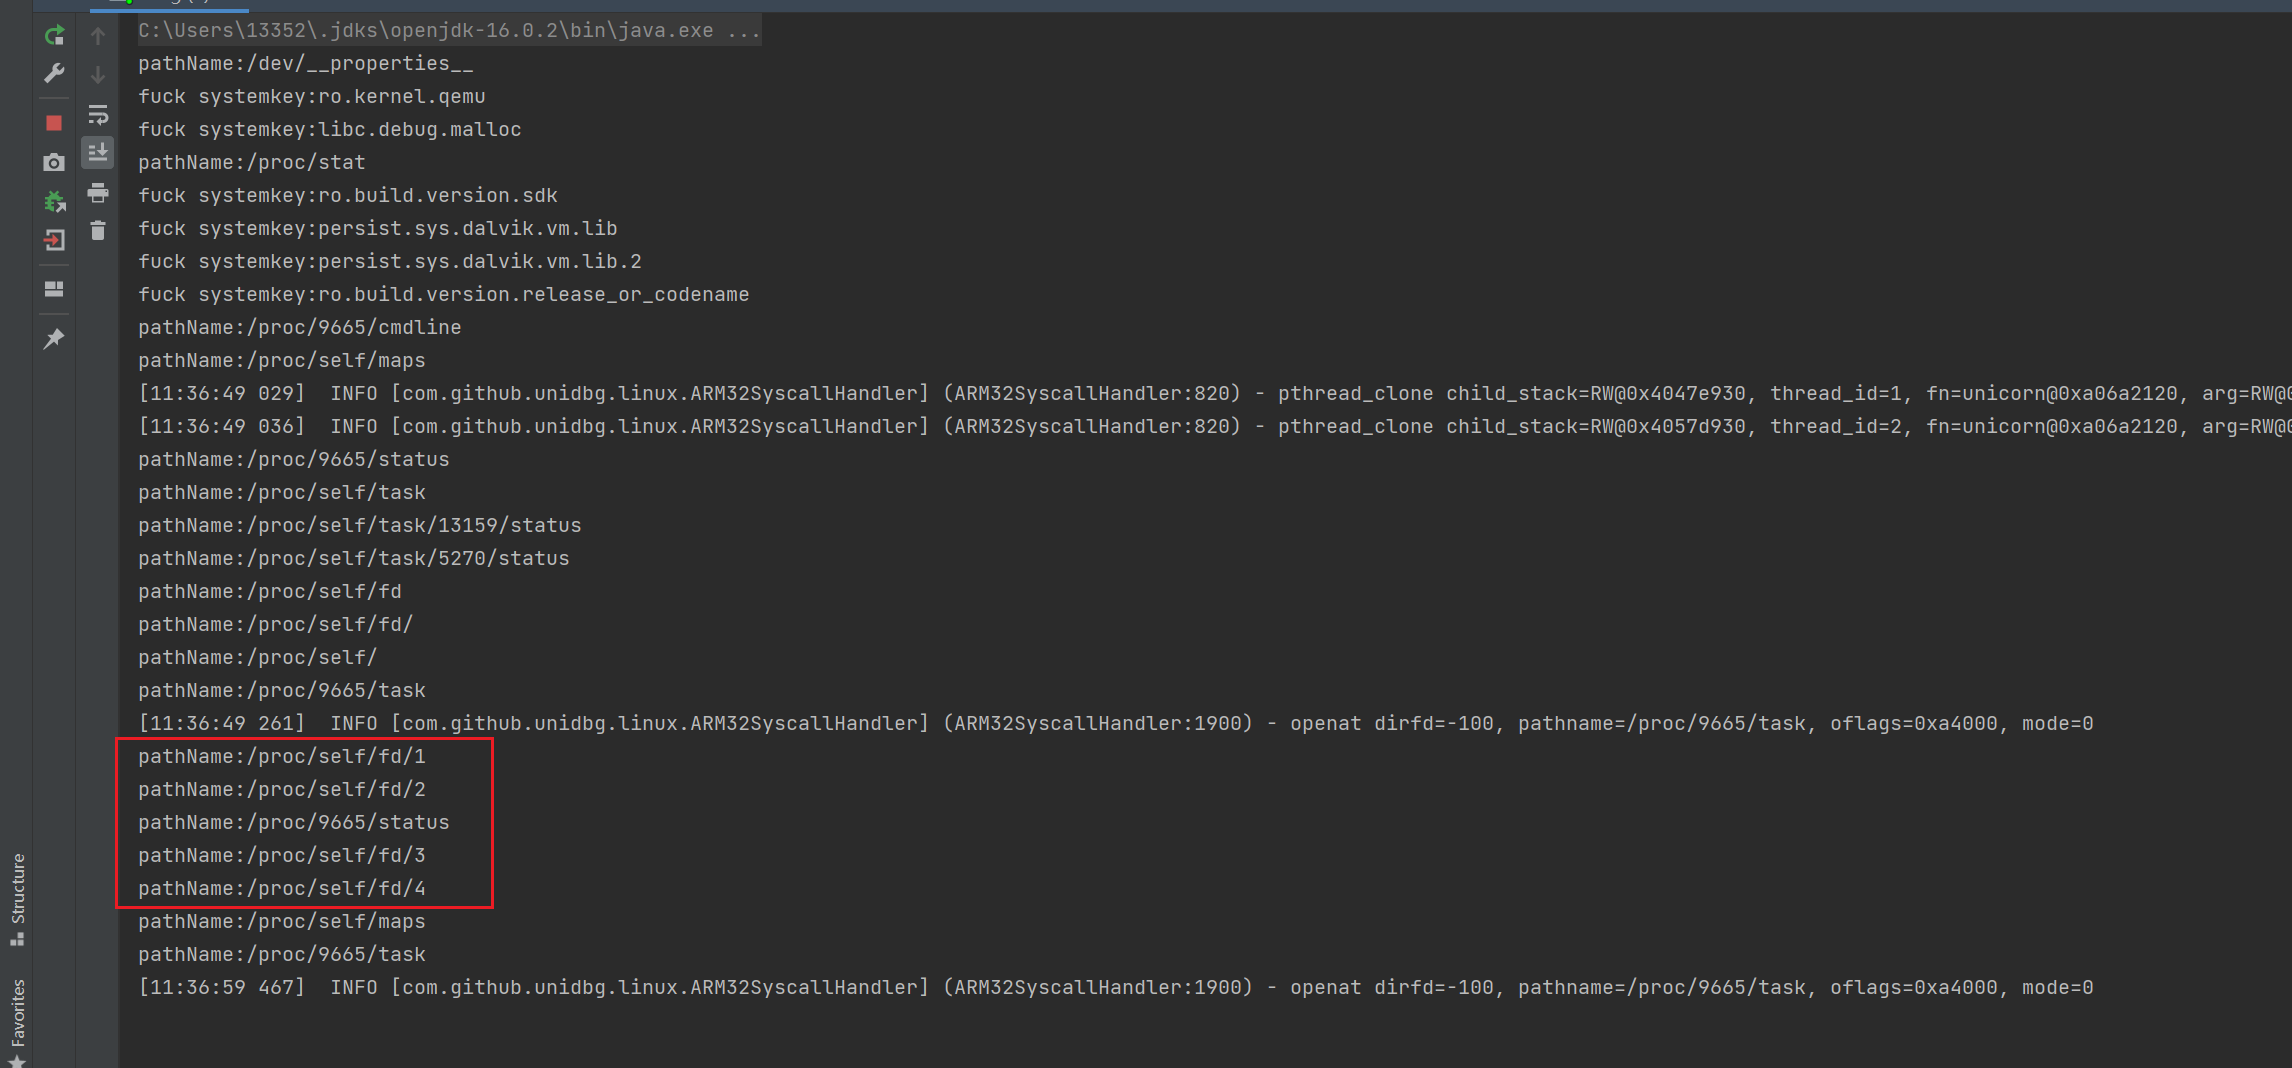 C:\Users\13352\.jdks\openjdk-16.0.2\bin\java.exe ...
pathName:/dev/__properties__
fuck systemkey:ro.kernel.qemu
fuck systemkey:libc.debug.malloc
pathName:/proc/stat
fuck systemkey:ro.build.version.sdk
fuck systemkey:persist.sys.dalvik.vm.lib
fuck systemkey:persist.sys.dalvik.vm.lib.2
fuck systemkey:ro.build.version.release_or_codename
pathName:/proc/9665/cmdline
pathName:/proc/self/maps
[11:36:49 029]  INFO [com.github.unidbg.linux.ARM32SyscallHandler] (ARM32SyscallHandler:820) - pthread_clone child_stack=RW@0x4047e930, thread_id=1, fn=unicorn@0xa06a2120, arg=RW@0
[11:36:49 036]  INFO [com.github.unidbg.linux.ARM32SyscallHandler] (ARM32SyscallHandler:820) - pthread_clone child_stack=RW@0x4057d930, thread_id=2, fn=unicorn@0xa06a2120, arg=RW@0
pathName:/proc/9665/status
pathName:/proc/self/task
pathName:/proc/self/task/13159/status
pathName:/proc/self/task/5270/status
pathName:/proc/self/fd
pathName:/proc/self/fd/
pathName:/proc/self/
pathName:/proc/9665/task
[11:36:49 261]  INFO [com.github.unidbg.linux.ARM32SyscallHandler] (ARM32SyscallHandler:1900) - openat dirfd=-100, pathname=/proc/9665/task, oflags=0xa4000, mode=0
pathName:/proc/self/fd/1
pathName:/proc/self/fd/2
pathName:/proc/9665/status
pathName:/proc/self/fd/3
pathName:/proc/self/fd/4
pathName:/proc/self/maps
pathName:/proc/9665/task
[11:36:59 467]  INFO [com.github.unidbg.linux.ARM32SyscallHandler] (ARM32SyscallHandler:1900) - openat dirfd=-100, pathname=/proc/9665/task, oflags=0xa4000, mode=0
Structure
Favorites